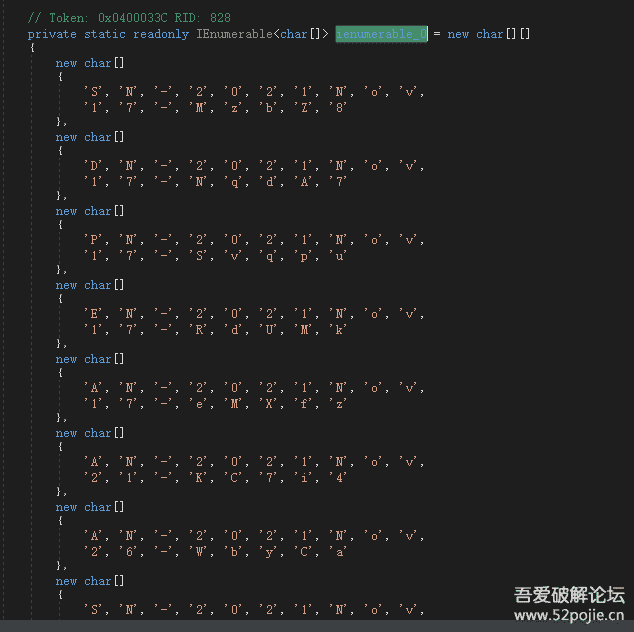 // Token: 0x0400033C RID: 828
private static readonly IEnumerable<char[]> ienumerable_0 = new char[][]
{
new char[]
{
'S', 'N', '-', '2', '0', '2', '1', 'N', 'o', 'v',
'1', '7', '-', 'M', 'z', 'b', 'Z', '8'
},
new char[]
{
'D', 'N', '-', '2', '0', '2', '1', 'N', 'o', 'v',
'1', '7', '-', 'N', 'q', 'd', 'A', '7'
},
new char[]
{
'P', 'N', '-', '2', '0', '2', '1', 'N', 'o', 'v',
'1', '7', '-', 'S', 'v', 'q', 'p', 'u'
},
new char[]
{
'E', 'N', '-', '2', '0', '2', '1', 'N', 'o', 'v',
'1', '7', '-', 'R', 'd', 'U', 'M', 'k'
},
new char[]
{
'A', 'N', '-', '2', '0', '2', '1', 'N', 'o', 'v',
'1', '7', '-', 'e', 'M', 'X', 'f', 'z'
},
new char[]
{
'A', 'N', '-', '2', '0', '2', '1', 'N', 'o', 'v',
'2', '1', '-', 'K', 'C', '7', 'i', '4'
},
new char[]
{
'A', 'N', '-', '2', '0', '2', '1', 'N', 'o', 'v',
'2', '6', '-', 'W', 'b', 'y', 'C', 'a'
},
new char[]
{
'S', 'N', '-', '2', '0', '2', '1', 'N', 'o', 'v',
吾爱破解论坛
www.52pojie.cn